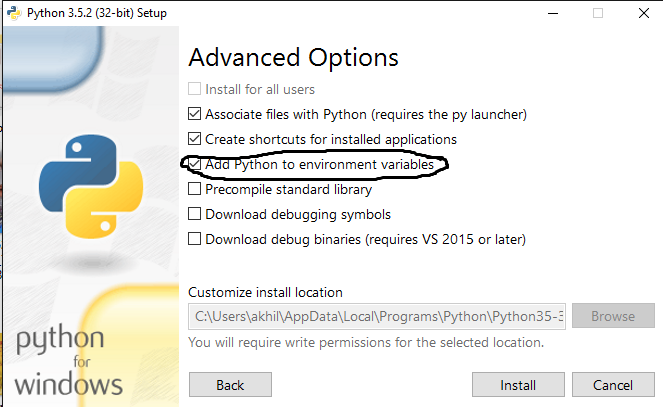 Python 3.5.2 (32-bit) Setup
Advanced Options
Install for all users
Associate files with Python (requires the py launcher)
Create shortcuts for installed applications
Add Python to environment variables
Precompile standard library
Download debugging symbols
Download debug binaries (requires VS 2015 or later)
Customize install location
C:\Users\akhil\AppData\Local\Programs\Python\Python35-3 Browse
You will require write permissions for the selected location.
python
for
windows
Back Install Cancel